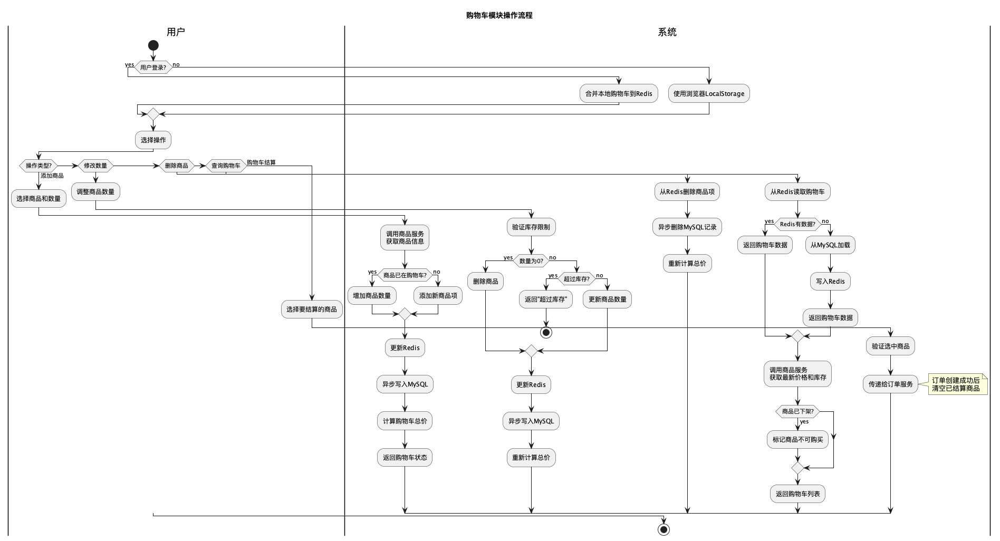 购物车模块操作流程
用户
系统
用户登录?
yes
no
合并本地购物车到Redis
使用浏览器LocalStorage
选择操作
操作类型?
添加商品
修改数量
删除商品
查询购物车
购物车结算
选择商品和数量
调整商品数量
从Redis删除商品项
从Redis读取购物车
调用商品服务
获取商品信息
验证库存限制
异步删除MySQL记录
Redis有数据?
yes
no
返回购物车数据
从MySQL加载
商品已在购物车?
yes
no
数量为0?
yes
no
重新计算总价
增加商品数量
添加新商品项
删除商品
超过库存?
yes
no
写入Redis
选择要结算的商品
返回"超过库存"
更新商品数量
返回购物车数据
更新Redis
验证选中商品
异步写入MySQL
更新Redis
调用商品服务
获取最新价格和库存
传递给订单服务
订单创建成功后
清空已结算商品
计算购物车总价
异步写入MySQL
商品已下架?
yes
标记商品不可购买
返回购物车状态
重新计算总价
返回购物车列表